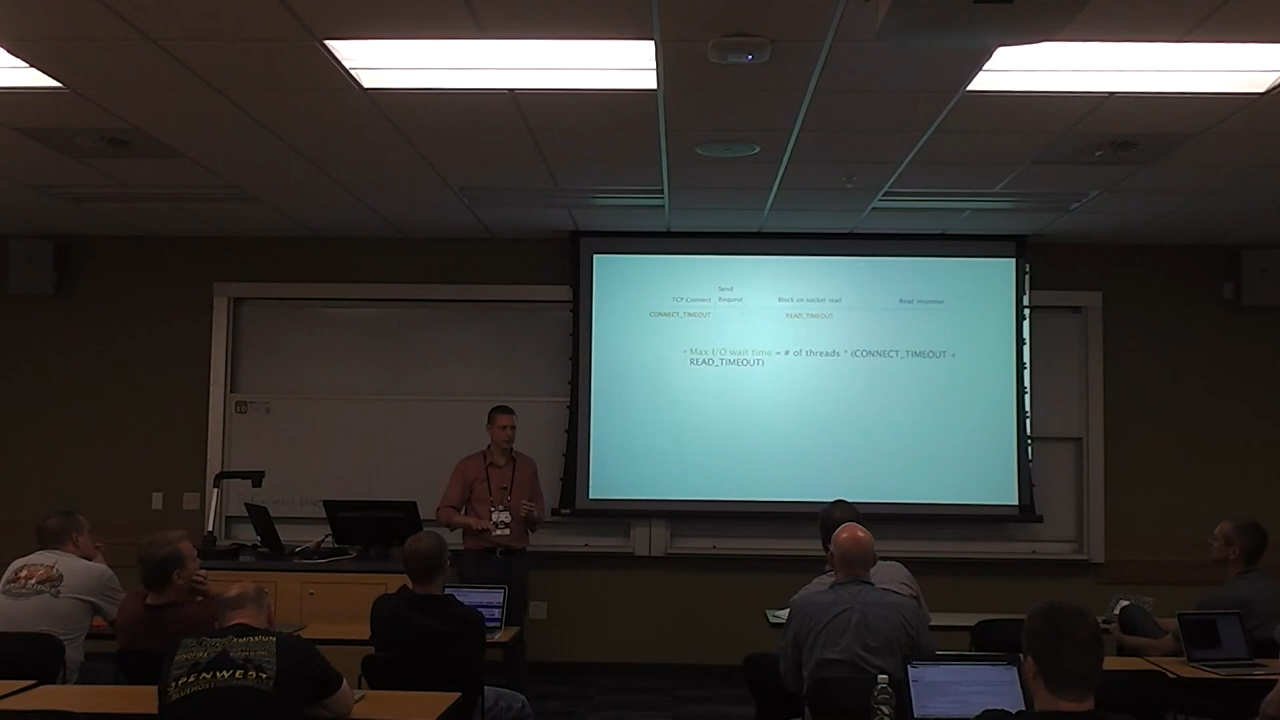 Send
TCP Connect Request Block on socket read Read response
CONNECT_TIMEOUT READ_TIMEOUT
• Max I/O wait time = # of threads * (CONNECT_TIMEOUT +
READ_TIMEOUT)
OPENWEST
BLUEHOST